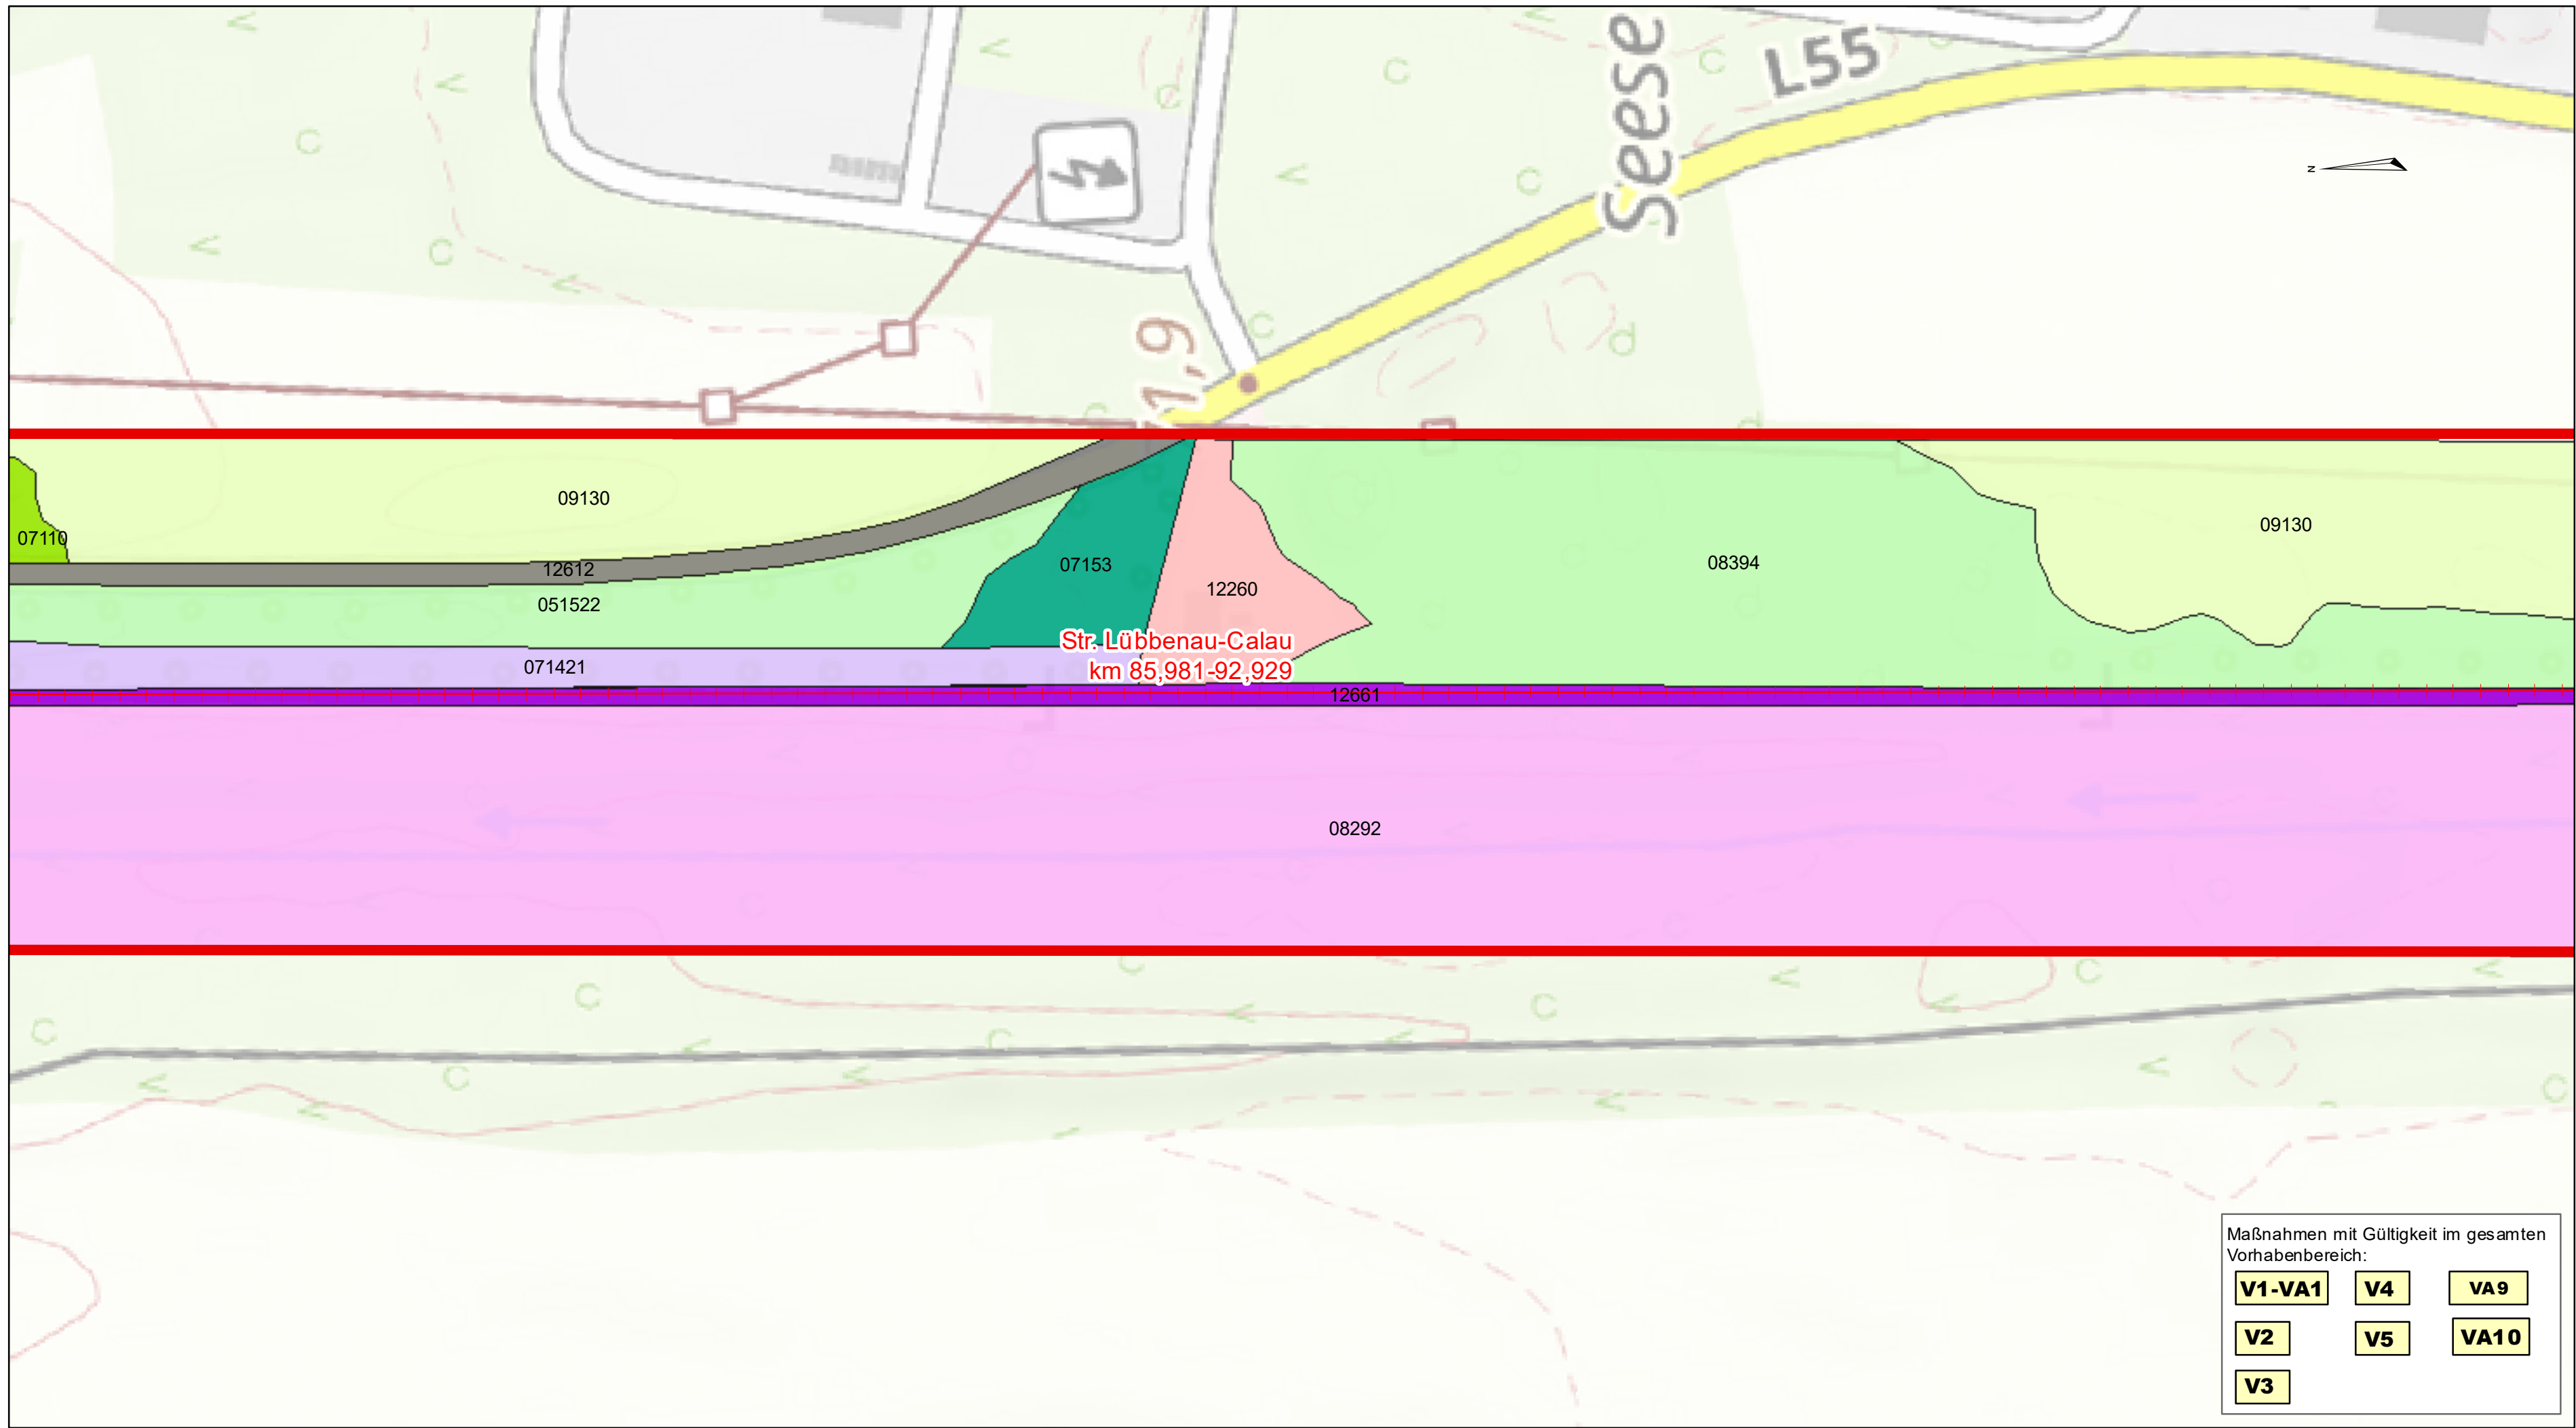 Seese
L55
z
1,9
09130
09130
07110
12612
07153
08394
12260
051522
Str. Lübbenau-Calau
km 85,981-92,929
071421
12661
08292
Maßnahmen mit Gültigkeit im gesamten
Vorhabenbereich:
V1-VA1 V4 VA9
V2 V5 VA10
V3